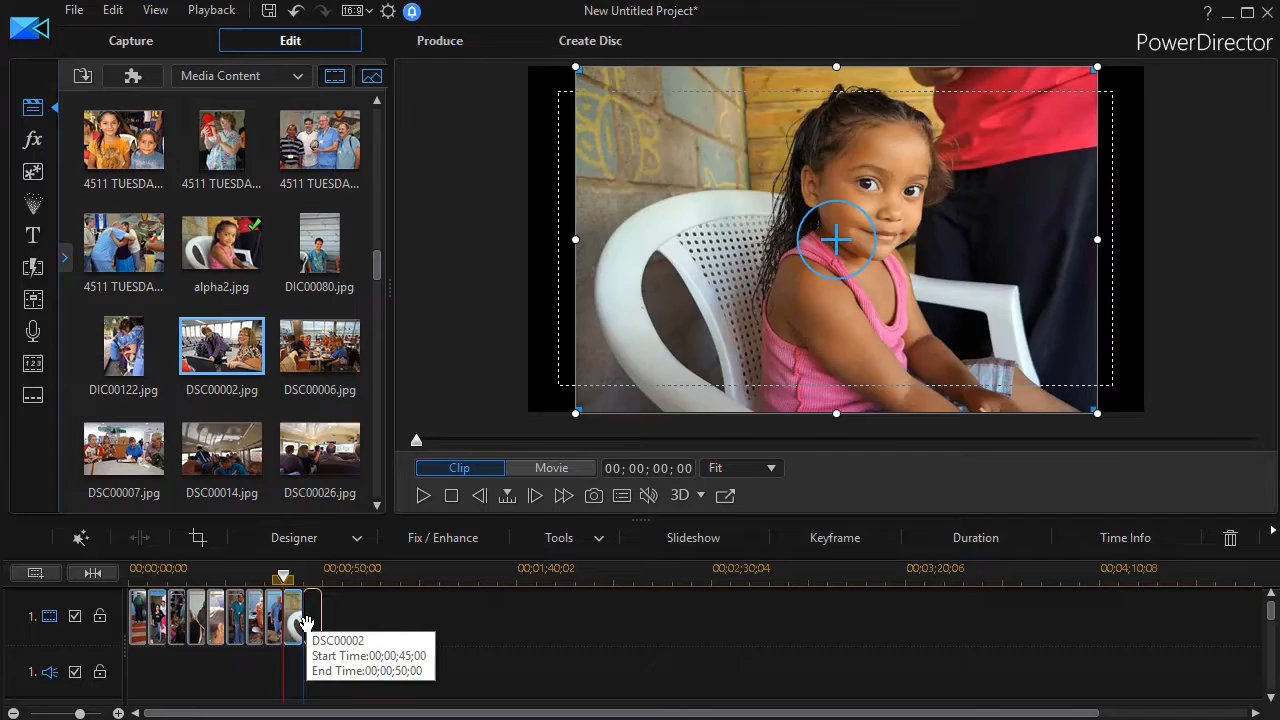 File Edit View Playback 16:9 New Untitled Project* ?
Capture Edit Produce Create Disc PowerDirector
Media Content
fx
T
4511 TUESDA... 4511 TUESDA... 4511 TUESDA...
4511 TUESDA... alpha2.jpg DIC00080.jpg
DIC00122.jpg DSC00002.jpg DSC00006.jpg
DSC00007.jpg DSC00014.jpg DSC00026.jpg
Clip Movie 00; 00; 00; 00 Fit
3D
Designer Fix / Enhance Tools Slideshow Keyframe Duration Time Info
00;00;00;00 00;00;50;00 00;01;40;02 00;02;30;04 00;03;20;06 00;04;10;08
1.
DSC00002
Start Time:00;00;45;00
End Time:00;00;50;00
1.